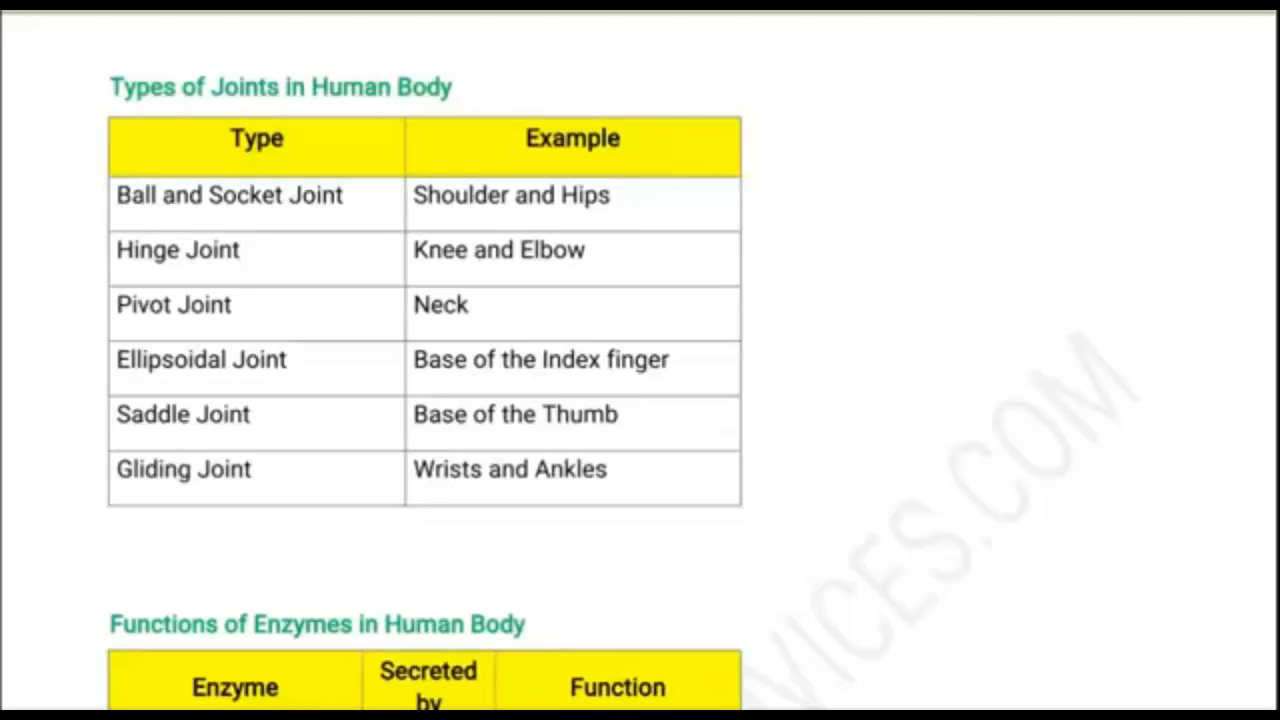 Types of Joints in Human Body
Type Example
Ball and Socket Joint Shoulder and Hips
Hinge Joint Knee and Elbow
Pivot Joint Neck
Ellipsoidal Joint Base of the Index finger
Saddle Joint Base of the Thumb
Gliding Joint Wrists and Ankles
VICES.COM
Functions of Enzymes in Human Body
Enzyme Secreted by Function